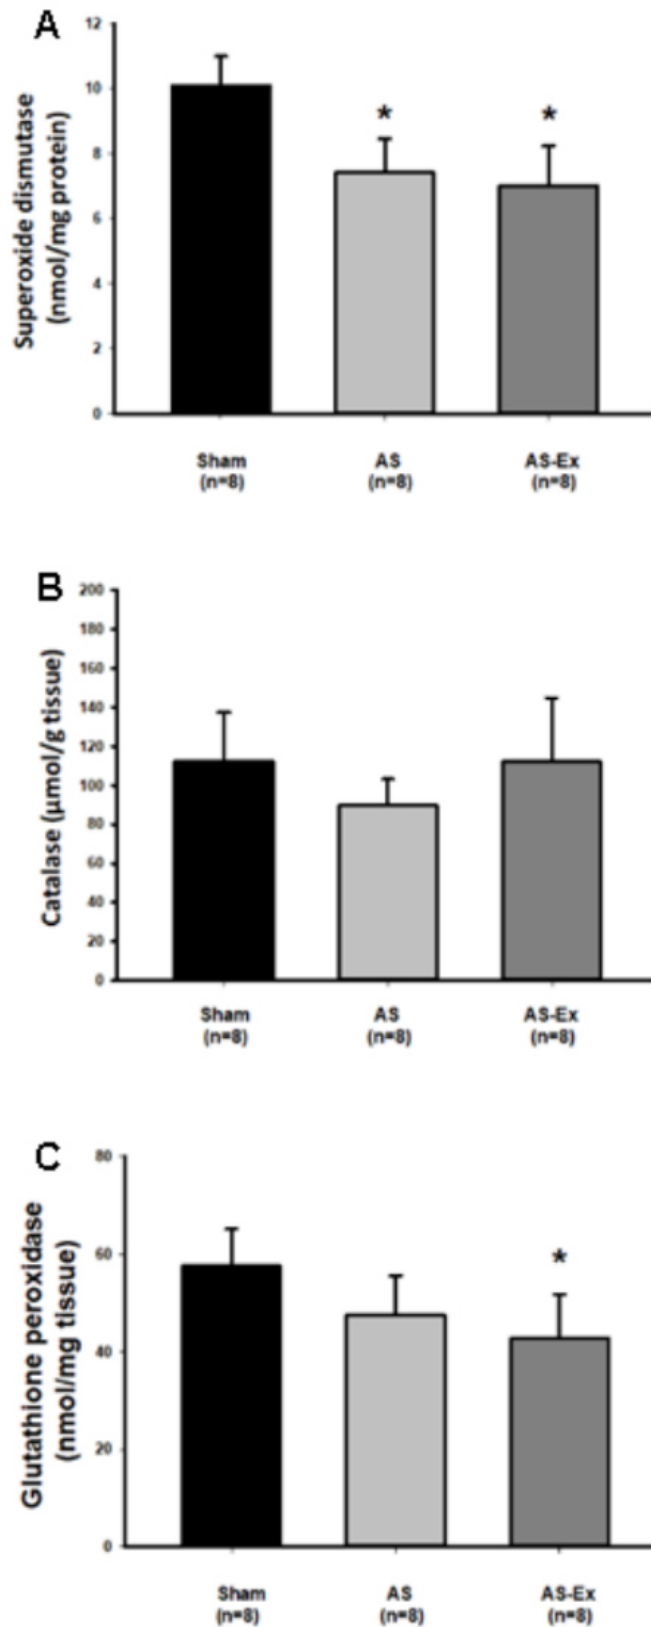 A
Superoxide dismutase
(nmol/mg protein)
12
10
8
6
4
2
0
*
*
Sham
(n=8)
AS
(n=8)
AS-Ex
(n=8)
B
Catalase (µmol/g tissue)
200
180
160
140
120
100
80
60
40
20
0
Sham
(n=8)
AS
(n=8)
AS-Ex
(n=8)
C
Glutathione peroxidase
(nmol/mg tissue)
80
60
40
20
0
*
Sham
(n=8)
AS
(n=8)
AS-Ex
(n=8)